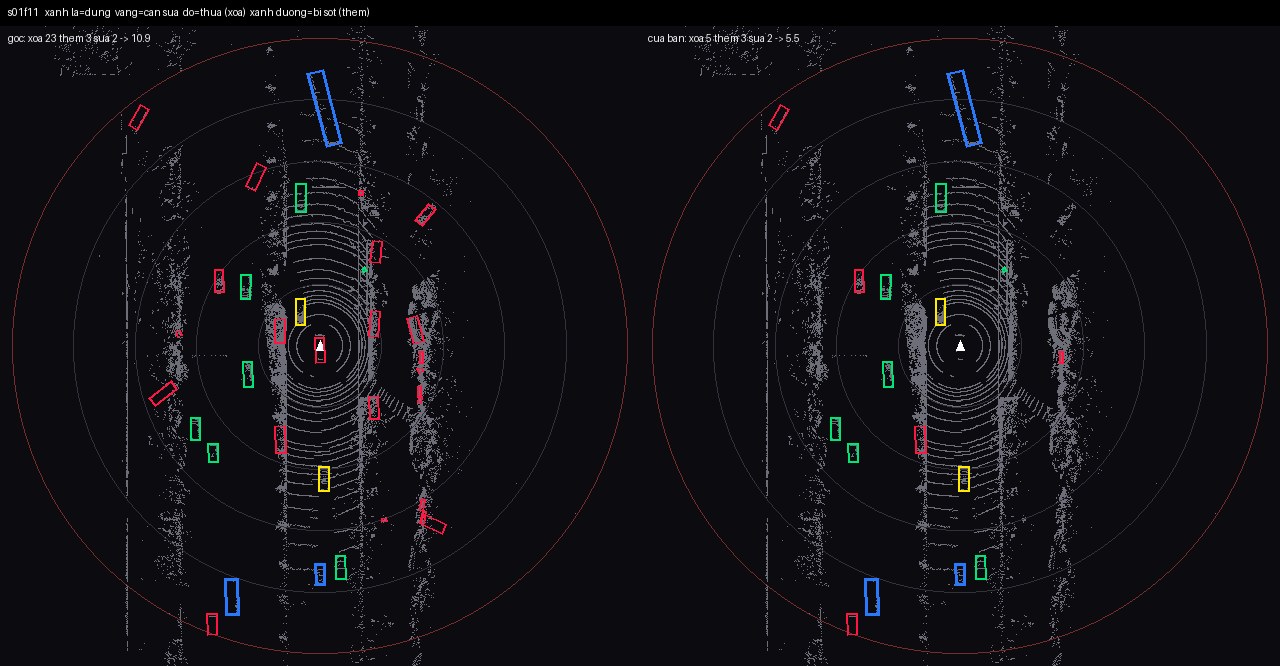 s01f11 xanh la=dung vang=can sua do=thua (xoa) xanh duong=bi sot (them)
goc: xoa 23 them 3 sua 2 -> 10.9
cua ban: xoa 5 them 3 sua 2 -> 5.5